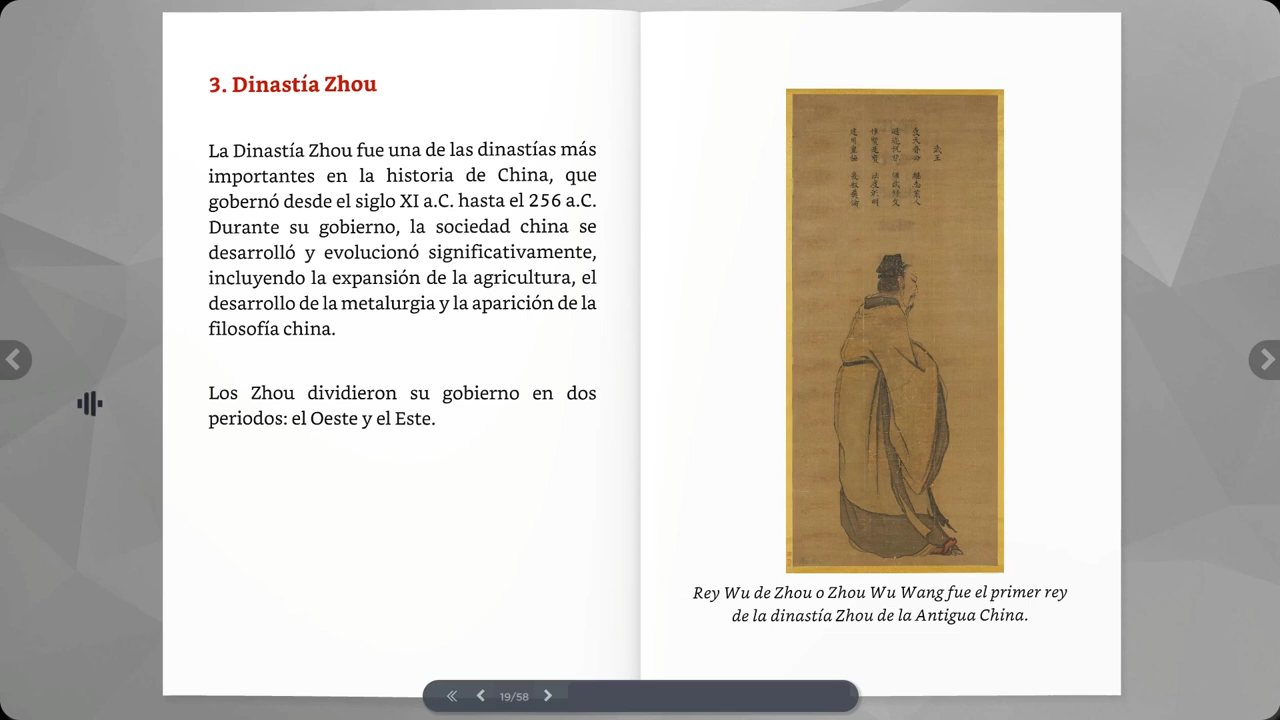 3. Dinastía Zhou
La Dinastía Zhou fue una de las dinastías más
importantes en la historia de China, que
gobernó desde el siglo XI a.C. hasta el 256 a.C.
Durante su gobierno, la sociedad china se
desarrolló y evolucionó significativamente,
incluyendo la expansión de la agricultura, el
desarrollo de la metalurgia y la aparición de la
filosofía china.
Los Zhou dividieron su gobierno en dos
periodos: el Oeste y el Este.
武王
Rey Wu de Zhou o Zhou Wu Wang fue el primer rey
de la dinastía Zhou de la Antigua China.
19/58